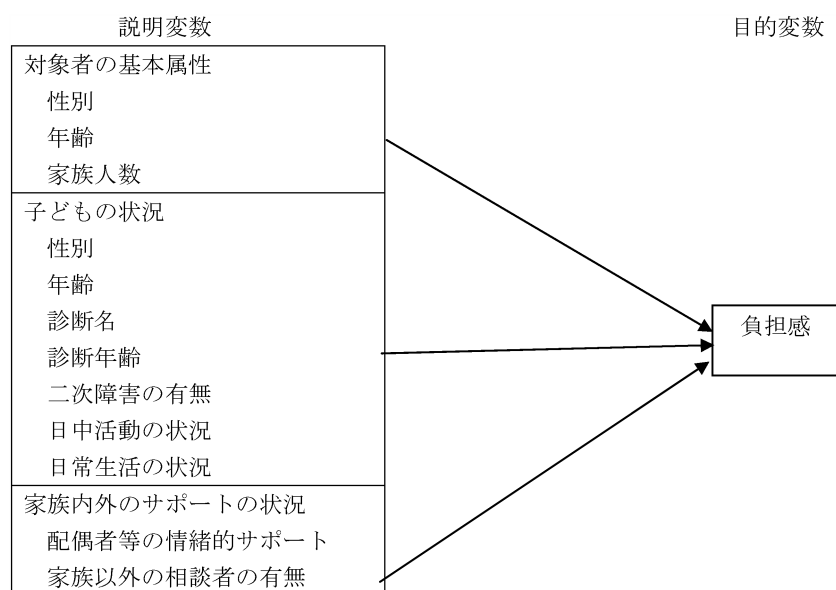 説明変数
目的変数
対象者の基本属性
性別
年齢
家族人数
子どもの状況
性別
年齢
診断名
診断年齢
二次障害の有無
日中活動の状況
日常生活の状況
家族内外のサポートの状況
配偶者等の情緒的サポート
家族以外の相談者の有無
負担感